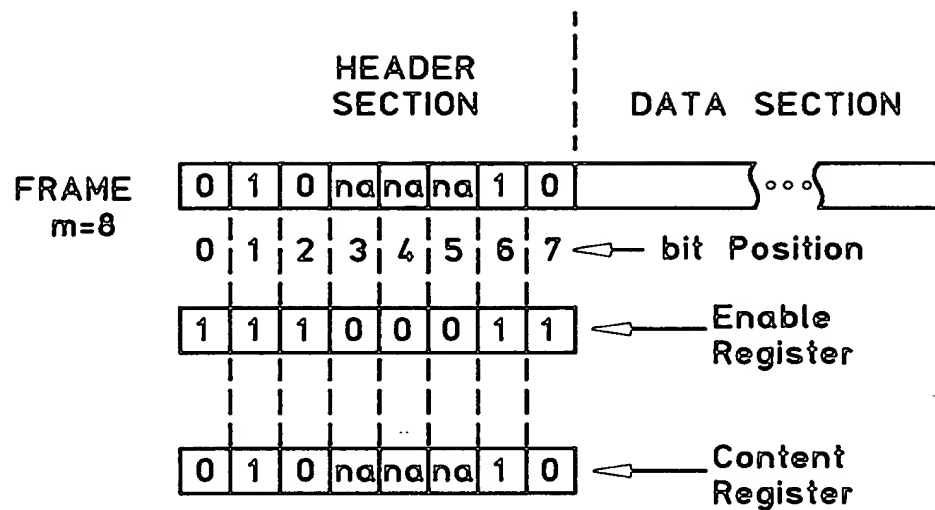 HEADER
SECTION
DATA SECTION
FRAME
m=8
0 1 0 na na na 1 0
0 1 2 3 4 5 6 7
bit Position
1 1 1 0 0 0 1 1
Enable
Register
0 1 0 na na na 1 0
Content
Register